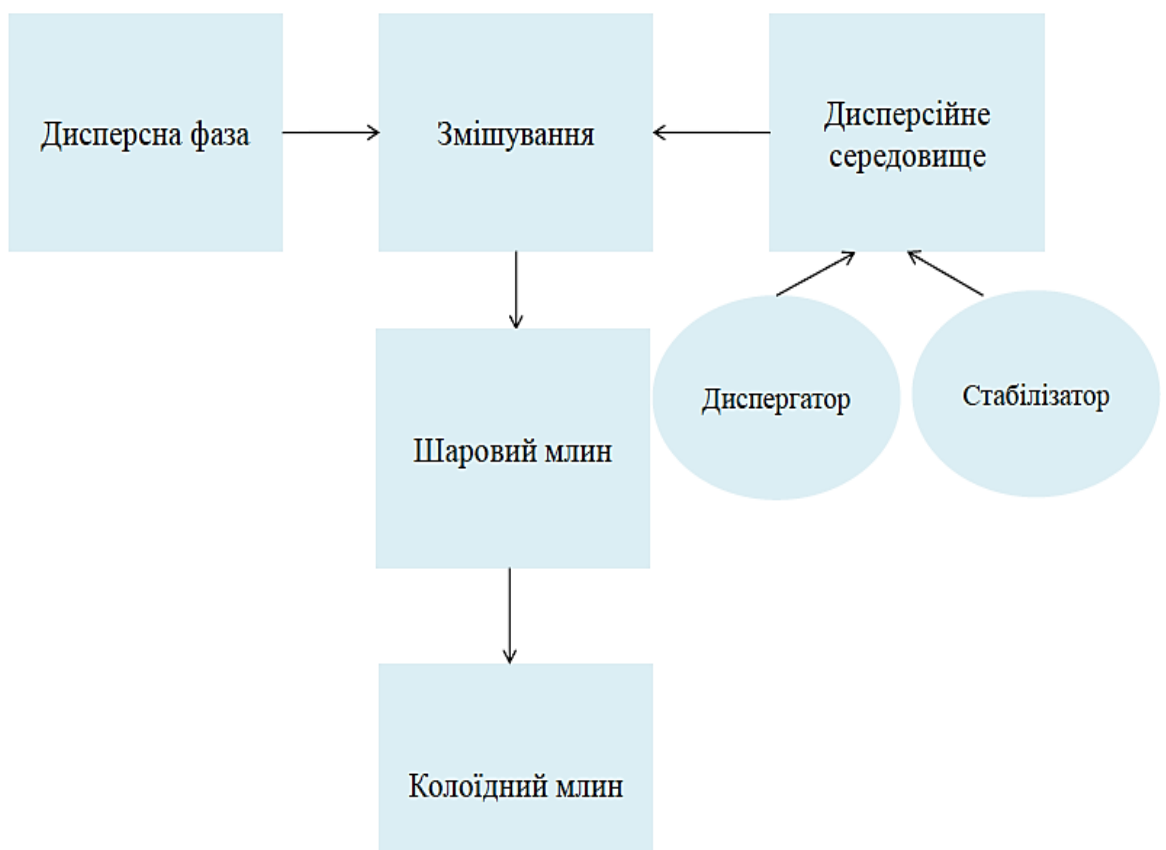 Дисперсна фаза
Змішування
Дисперсійне
середовище
Диспергатор
Стабілізатор
Шаровий млин
Колоїдний млин